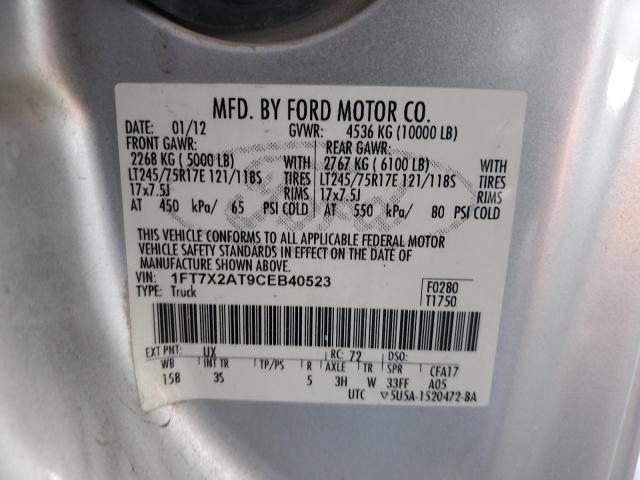 MFD. BY FORD MOTOR CO.
DATE: 01/12 GVWR: 4536 KG (10000 LB)
FRONT GAWR: REAR GAWR:
2268 KG ( 5000 LB) WITH 2767 KG ( 6100 LB) WITH
LT245/75R17E 121/118S TIRES LT245/75R17E 121/118S TIRES
17x7.5J RIMS 17x7.5J RIMS
AT 450 kPa/ 65 PSI COLD AT 550 kPa/ 80 PSI COLD
Ford
THIS VEHICLE CONFORMS TO ALL APPLICABLE FEDERAL MOTOR
VEHICLE SAFETY STANDARDS IN EFFECT ON THE DATE OF
MANUFACTURE SHOWN ABOVE.
VIN: 1FT7X2AT9CEB40523 F0280
TYPE: Truck T1750
EXT PNT: UX RC: 72 DSO:
WB INT TR TP/PS R AXLE TR SPR CFA17
158 3S 5 3H W 33FF A05
UTC ▽5U5A-1520472-BA